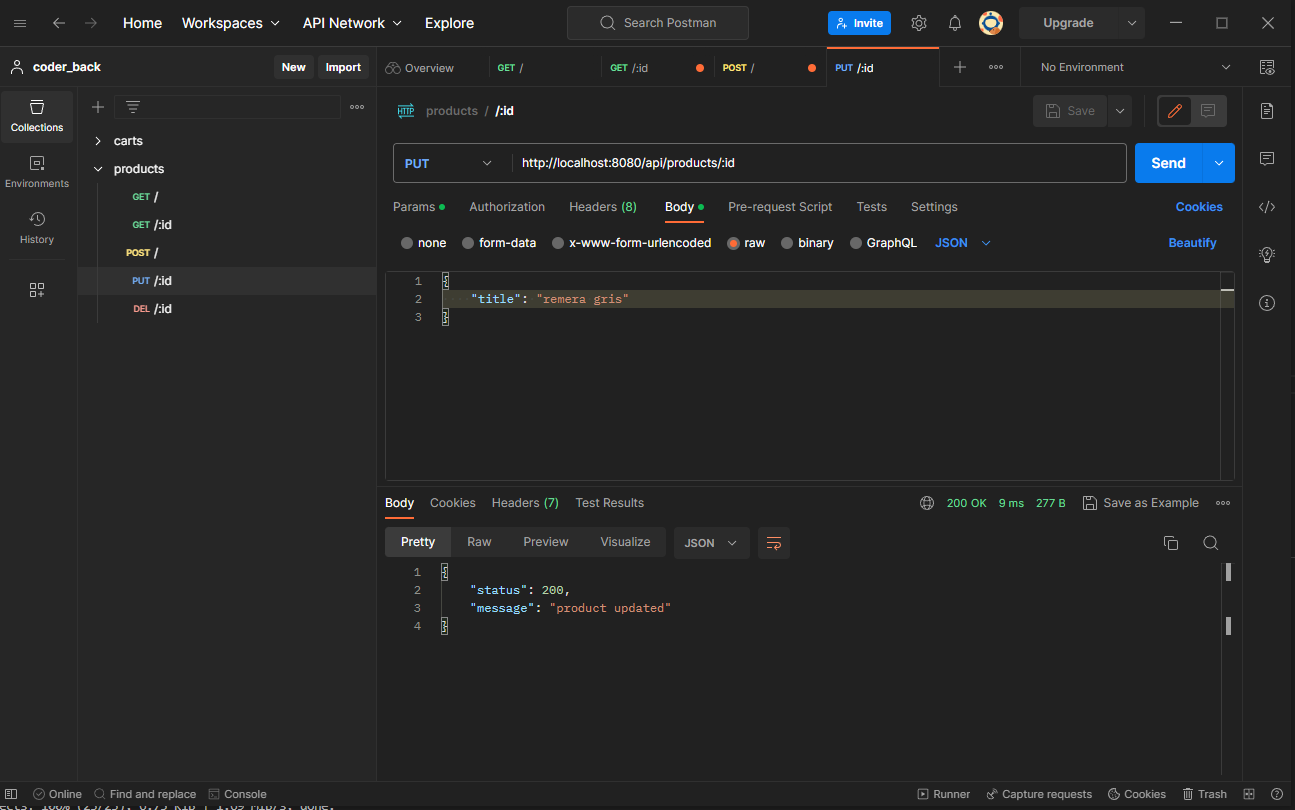 Home Workspaces API Network Explore Search Postman Invite Upgrade
coder_back New Import Overview GET / GET /:id POST / PUT /:id No Environment
Collections
Environments
History
carts
products
GET /
GET /:id
POST /
PUT /:id
DEL /:id
HTTP products / /:id Save
PUT http://localhost:8080/api/products/:id Send
Params Authorization Headers (8) Body Pre-request Script Tests Settings Cookies
none form-data x-www-form-urlencoded raw binary GraphQL JSON Beautify
1 {
2 "title": "remera gris"
3 }
Body Cookies Headers (7) Test Results 200 OK 9 ms 277 B Save as Example
Pretty Raw Preview Visualize JSON
1 {
2 "status": 200,
3 "message": "product updated"
4 }
Online Find and replace Console Runner Capture requests Cookies Trash